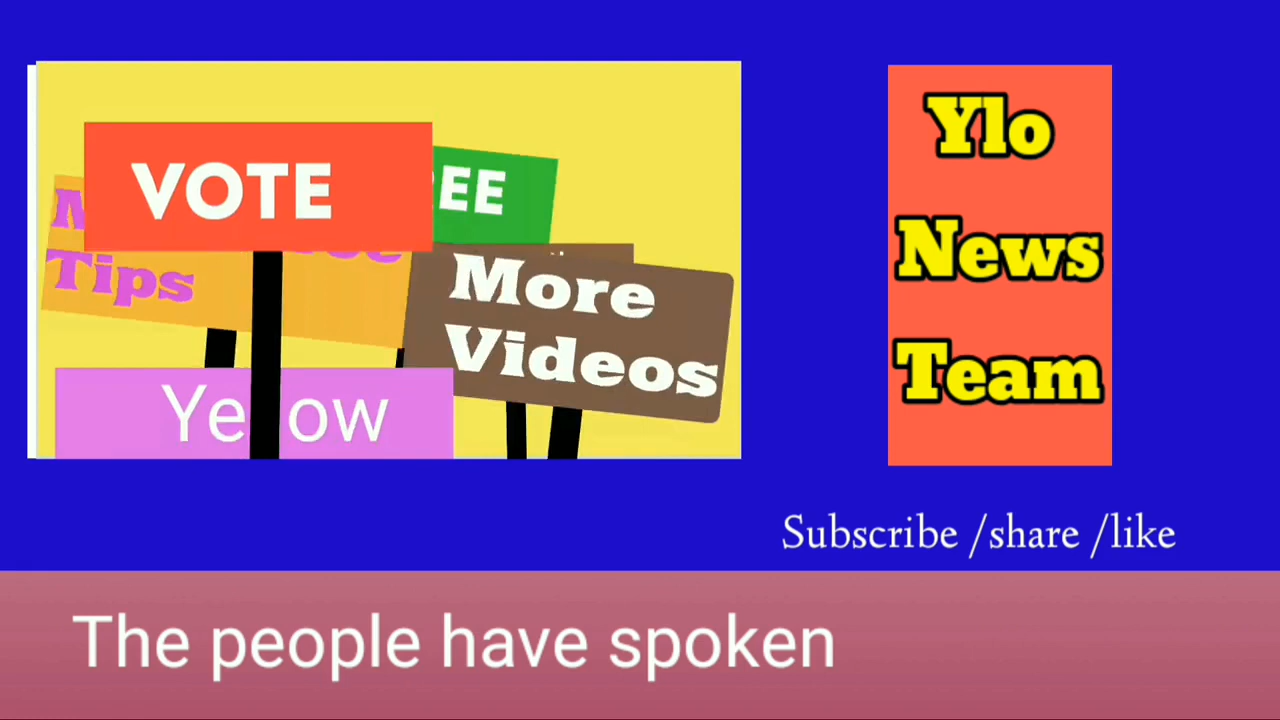 VOTE
EE
Tips
More
Videos
Ye ow
Ylo
News
Team
Subscribe /share /like
The people have spoken